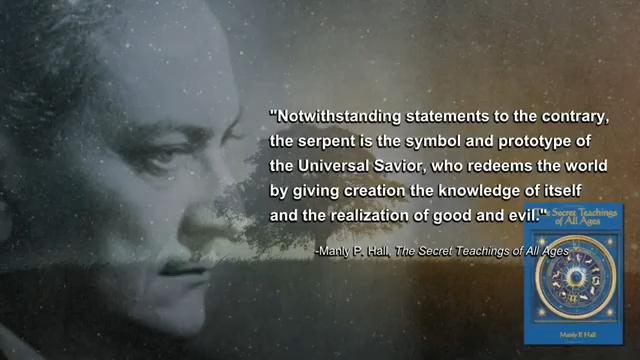 "Notwithstanding statements to the contrary,
the serpent is the symbol and prototype of
the Universal Savior, who redeems the world
by giving creation the knowledge of itself
and the realization of good and evil."
-Manly P. Hall, The Secret Teachings of All Ages
Secret Teachings
of All Ages
Manly P. Hall